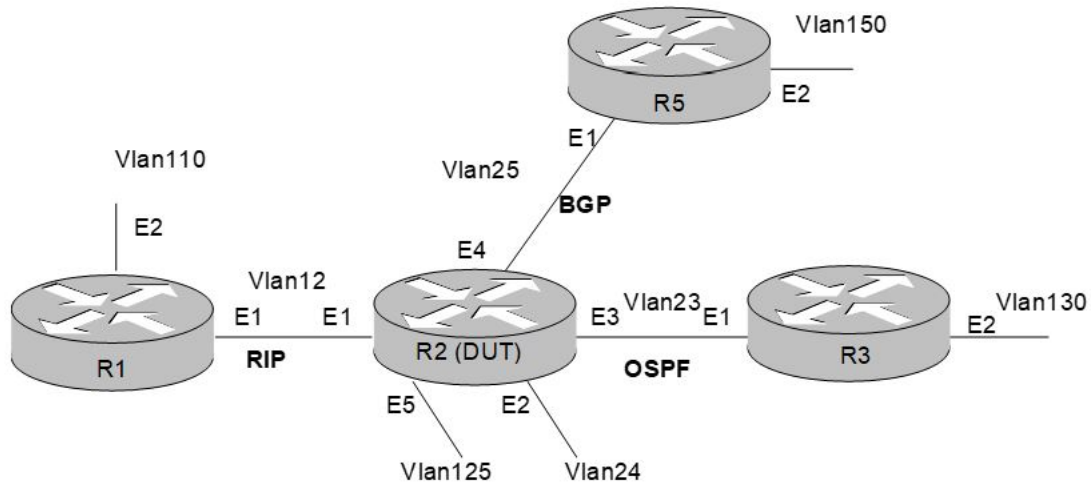 Vlan150
R5
E2
E1
Vlan110
Vlan25
BGP
E2
E4
Vlan12
Vlan23
Vlan130
E1
E1
E3
E1
E2
R1
RIP
R2 (DUT)
OSPF
R3
E5
E2
Vlan125
Vlan24